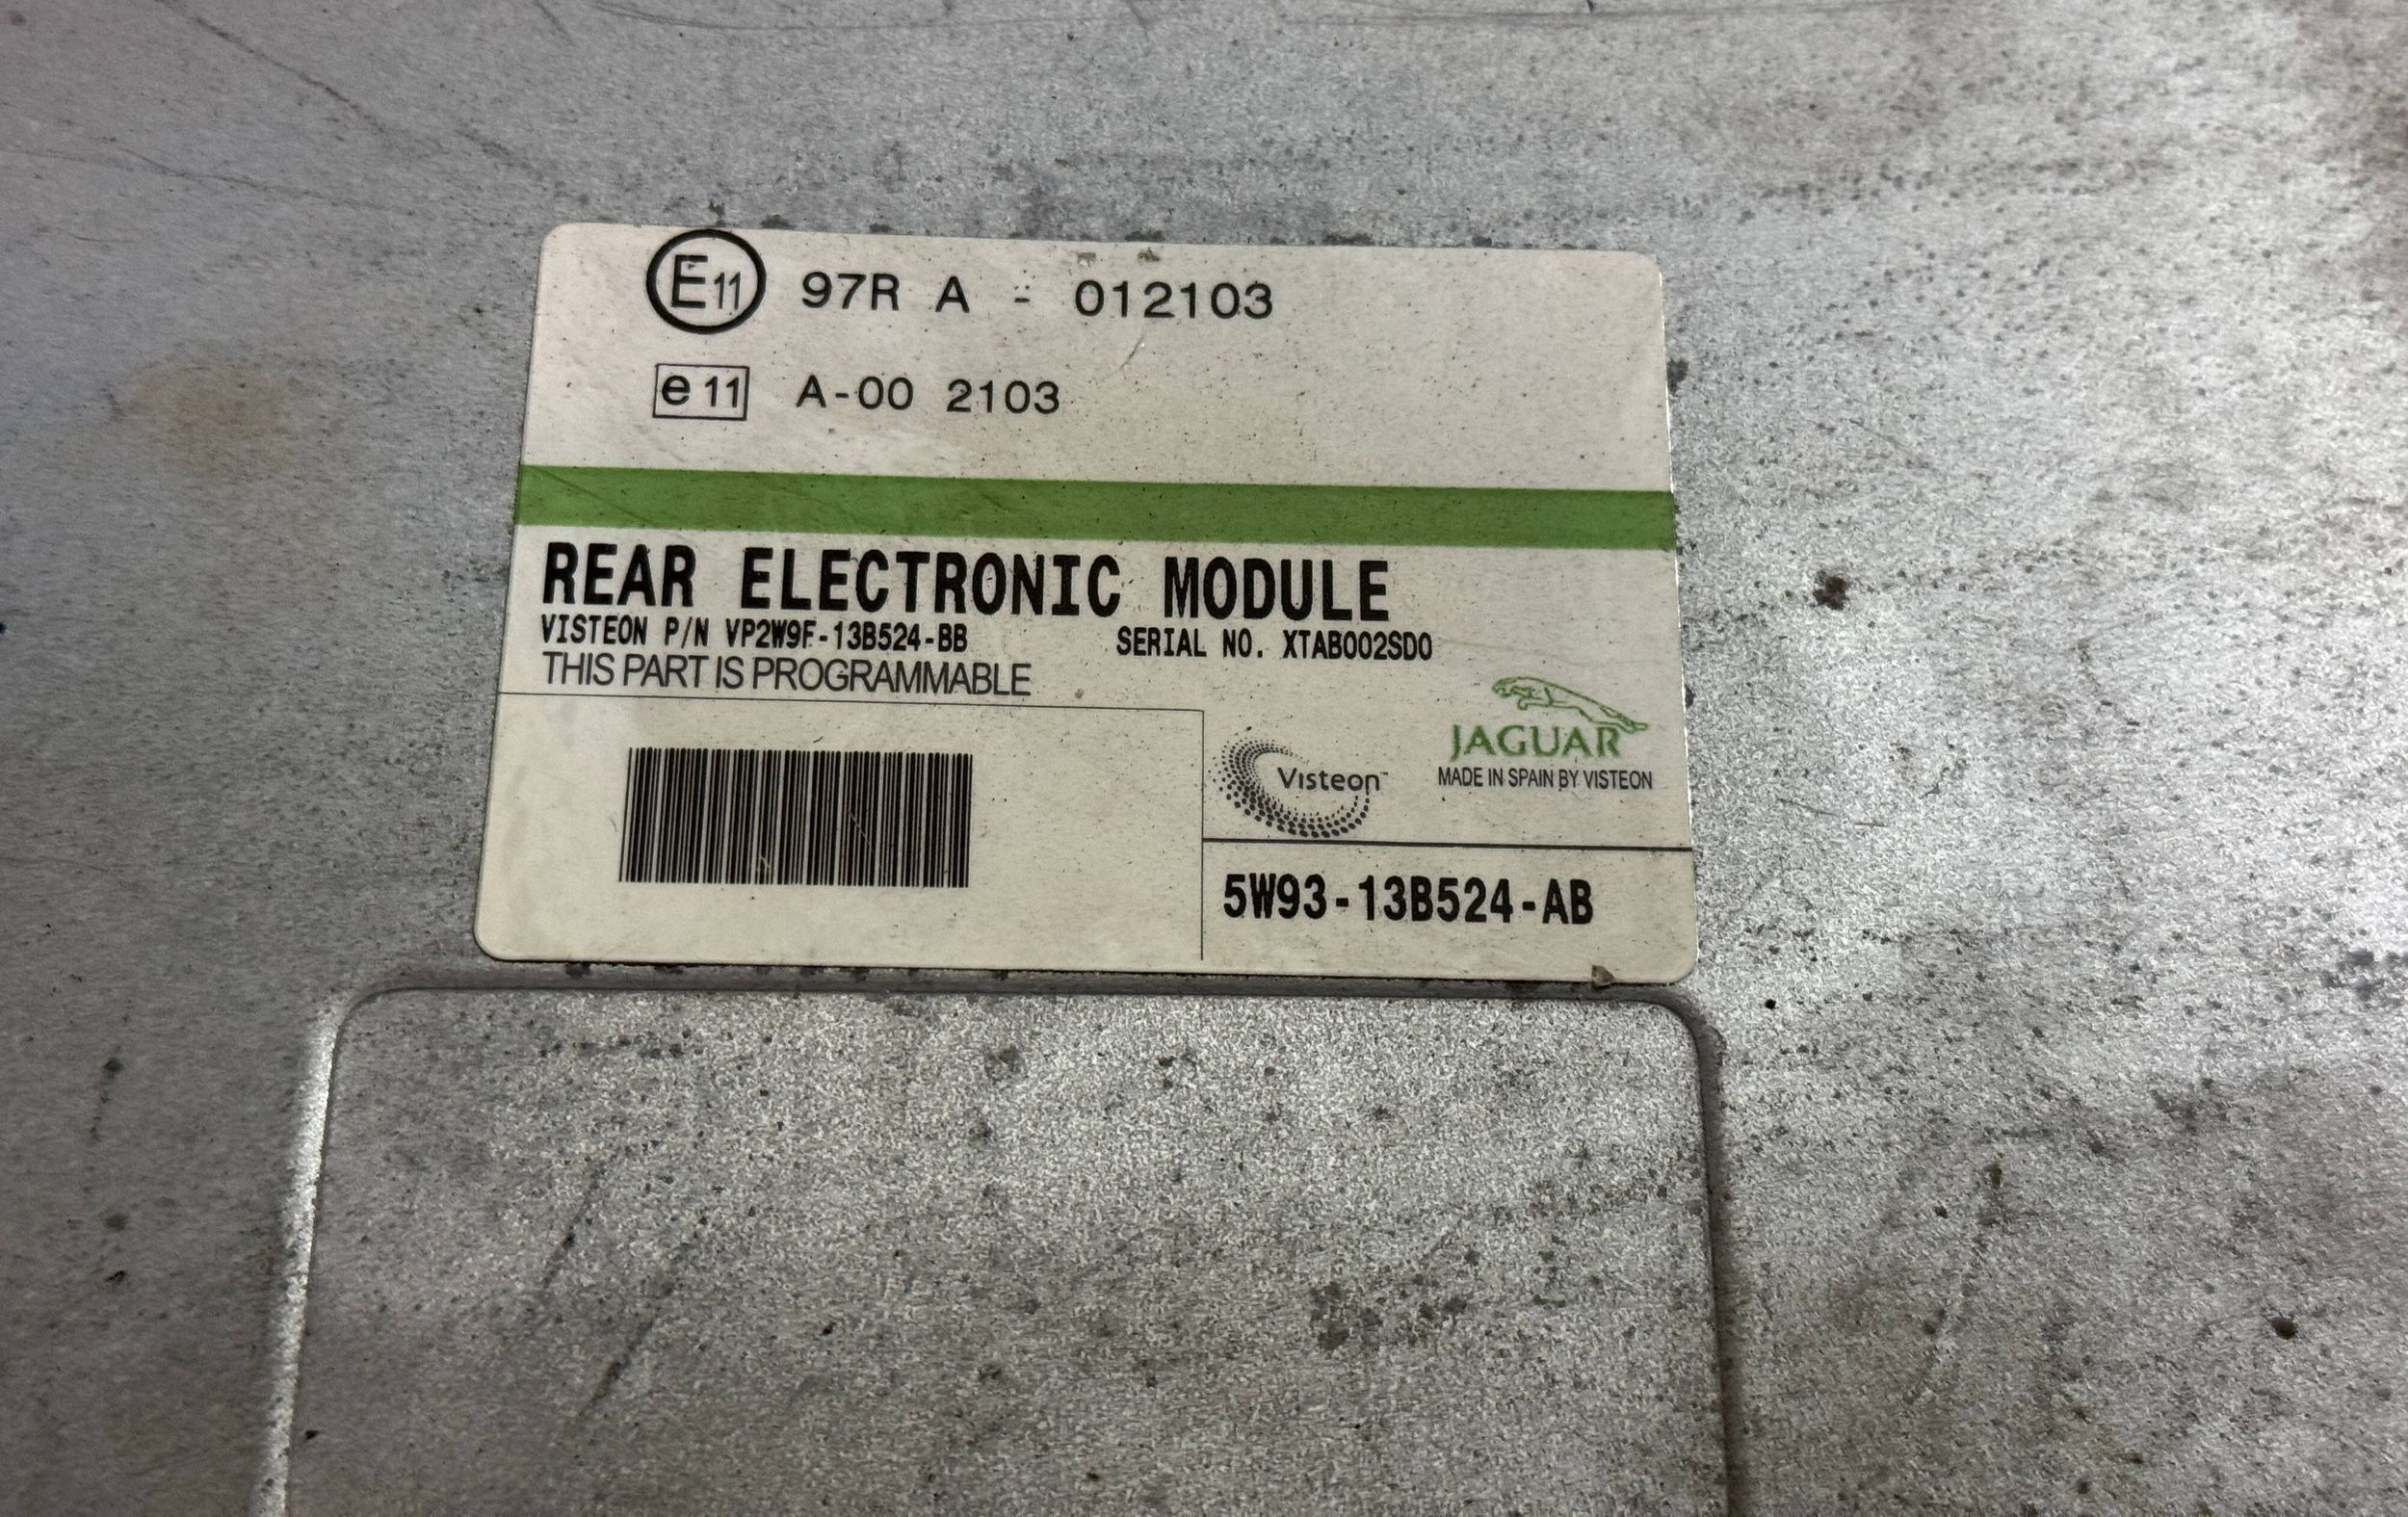 E11 97R A - 012103
e11 A-00 2103
REAR ELECTRONIC MODULE
VISTEON P/N VP2W9F-13B524-BB SERIAL NO. XTAB002SD0
THIS PART IS PROGRAMMABLE
JAGUAR
Visteon™
MADE IN SPAIN BY VISTEON
5W93-13B524-AB